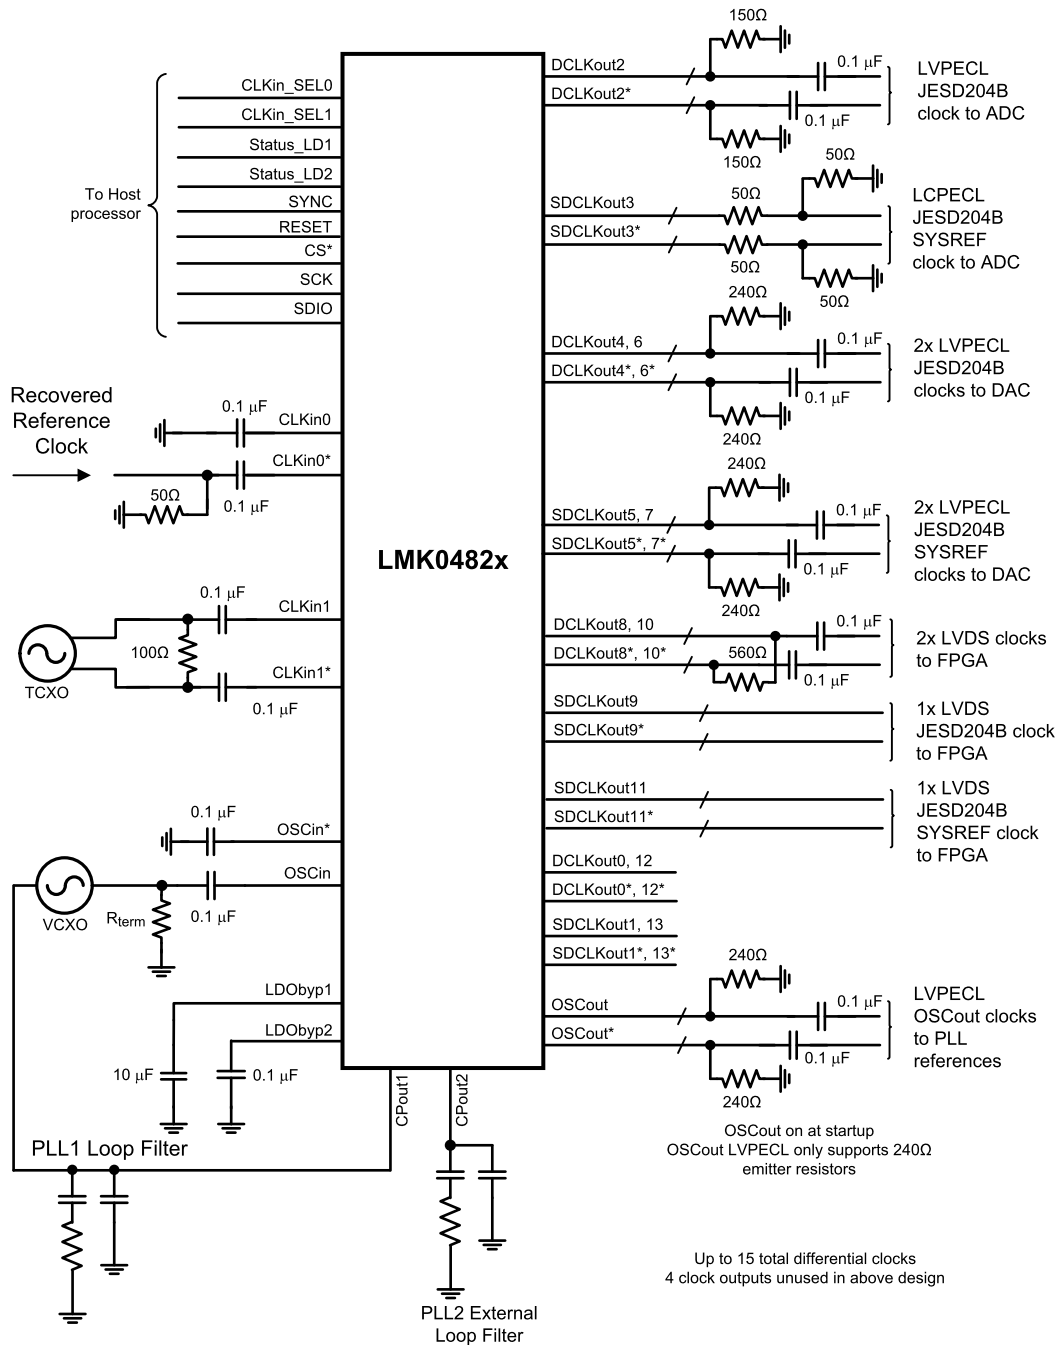 CLKin_SEL0
CLKin_SEL1
Status_LD1
Status_LD2
SYNC
RESET
CS*
SCK
SDIO
To Host
processor
Recovered
Reference
Clock
0.1 µF
CLKin0
CLKin0*
50Ω
0.1 µF
0.1 µF
CLKin1
100Ω
CLKin1*
TCXO
0.1 µF
0.1 µF
OSCin*
OSCin
VCXO
Rterm
0.1 µF
LDObyp1
LDObyp2
10 µF
0.1 µF
PLL1 Loop Filter
CPout1
CPout2
PLL2 External
Loop Filter
LMK0482x
150Ω
DCLKout2
0.1 µF
DCLKout2*
0.1 µF
150Ω
LVPECL
JESD204B
clock to ADC
50Ω
SDCLKout3
50Ω
SDCLKout3*
50Ω
50Ω
LCPECL
JESD204B
SYSREF
clock to ADC
240Ω
DCLKout4, 6
0.1 µF
DCLKout4*, 6*
0.1 µF
240Ω
2x LVPECL
JESD204B
clocks to DAC
240Ω
SDCLKout5, 7
0.1 µF
SDCLKout5*, 7*
0.1 µF
240Ω
2x LVPECL
JESD204B
SYSREF
clocks to DAC
DCLKout8, 10
0.1 µF
DCLKout8*, 10*
560Ω
0.1 µF
2x LVDS clocks
to FPGA
SDCLKout9
SDCLKout9*
1x LVDS
JESD204B clock
to FPGA
SDCLKout11
SDCLKout11*
1x LVDS
JESD204B
SYSREF clock
to FPGA
DCLKout0, 12
DCLKout0*, 12*
SDCLKout1, 13
SDCLKout1*, 13*
240Ω
OSCout
0.1 µF
OSCout*
0.1 µF
240Ω
LVPECL
OSCout clocks
to PLL
references
OSCout on at startup
OSCout LVPECL only supports 240Ω
emitter resistors
Up to 15 total differential clocks
4 clock outputs unused in above design